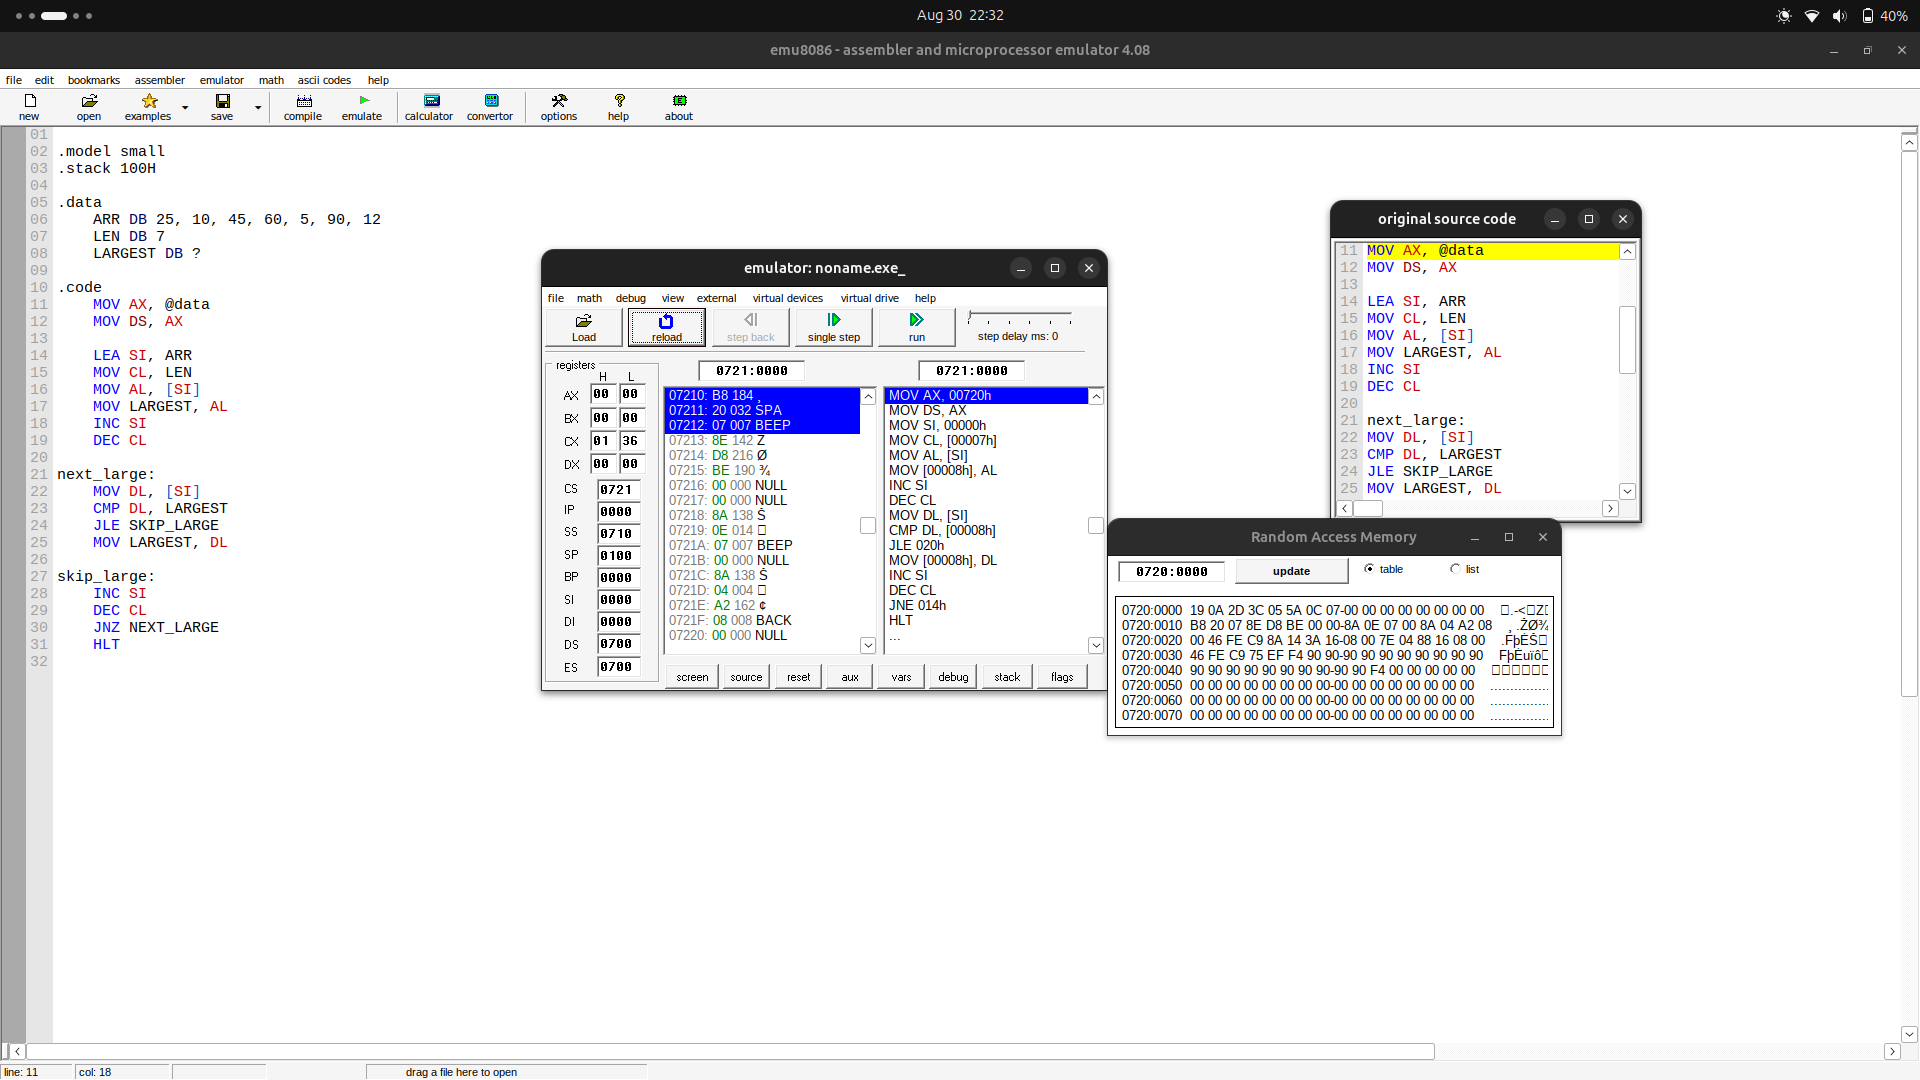 Aug 30 22:32
40%
emu8086 - assembler and microprocessor emulator 4.08
file edit bookmarks assembler emulator math ascii codes help
new open examples save compile emulate calculator convertor options help about
01
02 .model small
03 .stack 100H
04
05 .data
06 ARR DB 25, 10, 45, 60, 5, 90, 12
07 LEN DB 7
08 LARGEST DB ?
09
10 .code
11 MOV AX, @data
12 MOV DS, AX
13
14 LEA SI, ARR
15 MOV CL, LEN
16 MOV AL, [SI]
17 MOV LARGEST, AL
18 INC SI
19 DEC CL
20
21 next_large:
22 MOV DL, [SI]
23 CMP DL, LARGEST
24 JLE SKIP_LARGE
25 MOV LARGEST, DL
26
27 skip_large:
28 INC SI
29 DEC CL
30 JNZ NEXT_LARGE
31 HLT
32
emulator: noname.exe_
file math debug view external virtual devices virtual drive help
Load reload step back single step run step delay ms: 0
registers
H L
AX 00 00
BX 00 00
CX 01 36
DX 00 00
CS 0721
IP 0000
SS 0710
SP 0100
BP 0000
SI 0000
DI 0000
DS 0700
ES 0700
0721:0000
07210: B8 184 ,
07211: 20 032 SPA
07212: 07 007 BEEP
07213: 8E 142 Z
07214: D8 216 Ø
07215: BE 190 ¾
07216: 00 000 NULL
07217: 00 000 NULL
07218: 8A 138 Š
07219: 0E 014
0721A: 07 007 BEEP
0721B: 00 000 NULL
0721C: 8A 138 Š
0721D: 04 004
0721E: A2 162 ¢
0721F: 08 008 BACK
07220: 00 000 NULL
0721:0000
MOV AX, 00720h
MOV DS, AX
MOV SI, 00000h
MOV CL, [00007h]
MOV AL, [SI]
MOV [00008h], AL
INC SI
DEC CL
MOV DL, [SI]
CMP DL, [00008h]
JLE 020h
MOV [00008h], DL
INC SI
DEC CL
JNE 014h
HLT
...
screen source reset aux vars debug stack flags
original source code
11 MOV AX, @data
12 MOV DS, AX
13
14 LEA SI, ARR
15 MOV CL, LEN
16 MOV AL, [SI]
17 MOV LARGEST, AL
18 INC SI
19 DEC CL
20
21 next_large:
22 MOV DL, [SI]
23 CMP DL, LARGEST
24 JLE SKIP_LARGE
25 MOV LARGEST, DL
Random Access Memory
0720:0000 update table list
0720:0000 19 0A 2D 3C 05 5A 0C 07-00 00 00 00 00 00 00 00 .-<Z
0720:0010 B8 20 07 8E D8 BE 00 00-8A 0E 07 00 8A 04 A2 08 ¸ .ŽØ¾
0720:0020 00 46 FE C9 8A 14 3A 16-08 00 7E 04 88 16 08 00 .FþÉŠ
0720:0030 46 FE C9 75 EF F4 90 90-90 90 90 90 90 90 90 90 FþÉuïô
0720:0040 90 90 90 90 90 90 90 90-90 90 F4 00 00 00 00 00
0720:0050 00 00 00 00 00 00 00 00-00 00 00 00 00 00 00 00 ...............
0720:0060 00 00 00 00 00 00 00 00-00 00 00 00 00 00 00 00 ...............
0720:0070 00 00 00 00 00 00 00 00-00 00 00 00 00 00 00 00 ...............
line: 11 col: 18 drag a file here to open